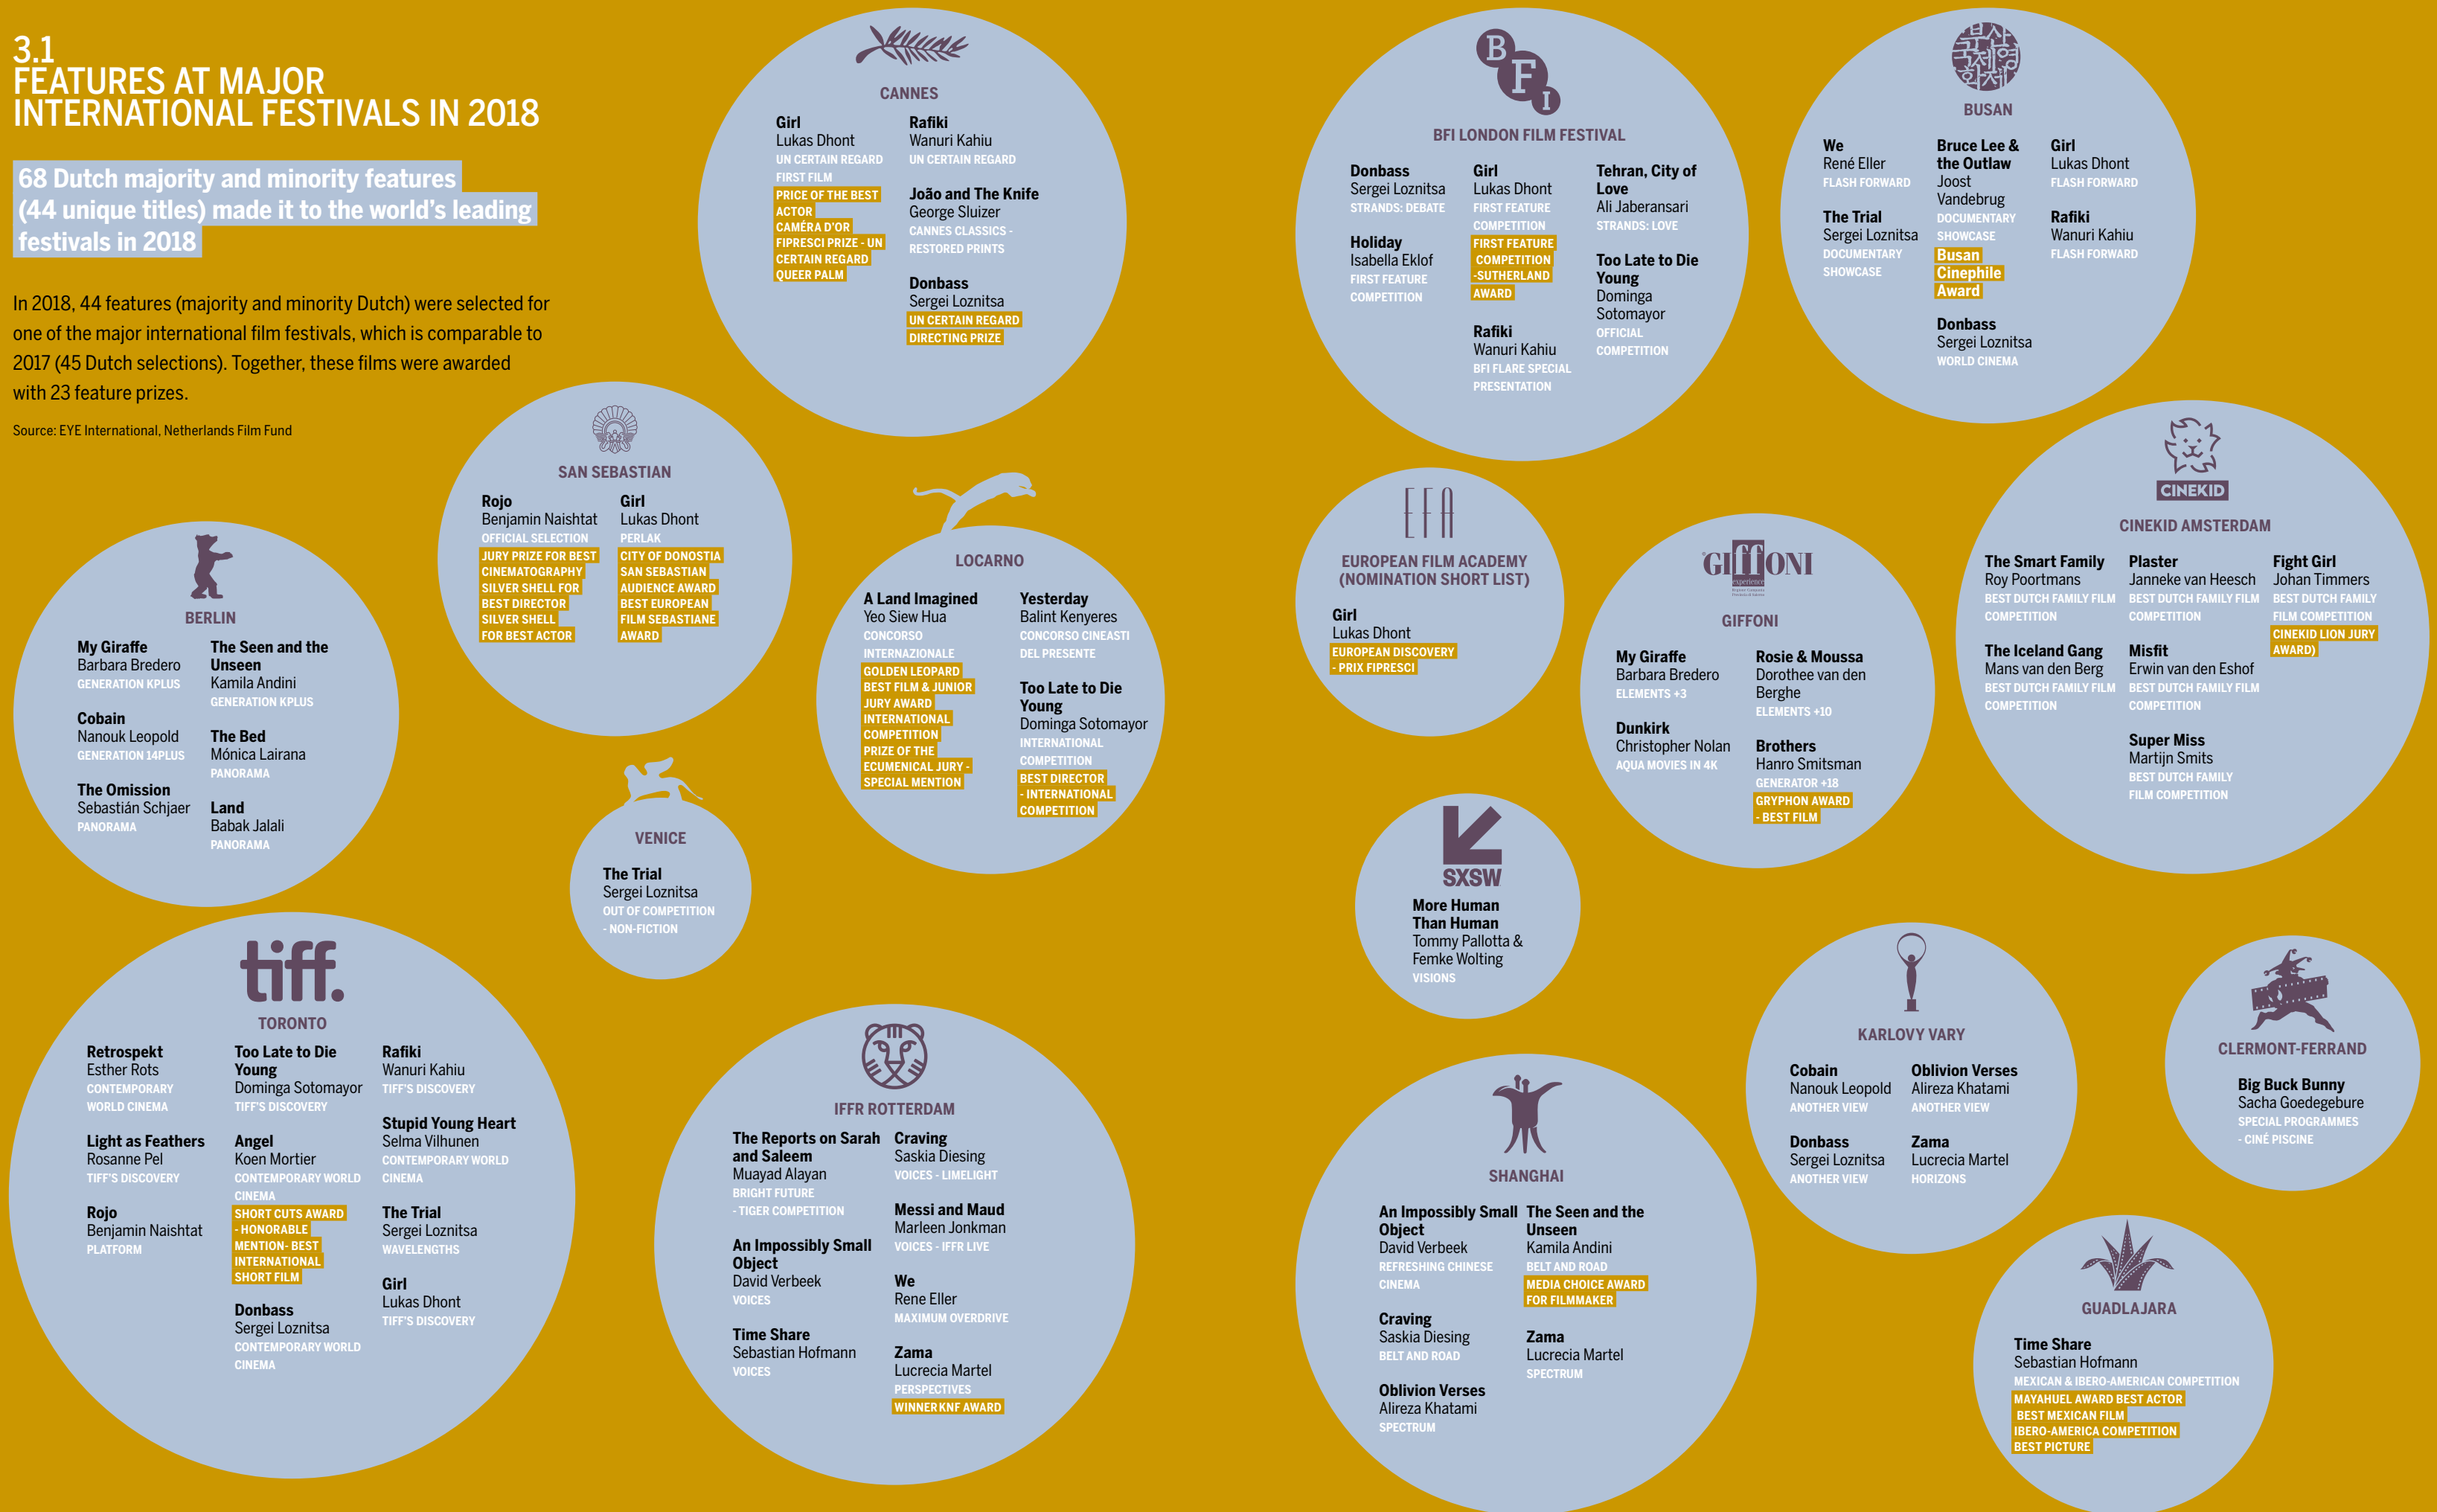 3.1
FEATURES AT MAJOR
INTERNATIONAL FESTIVALS IN 2018
68 Dutch majority and minority features
(44 unique titles) made it to the world's leading
festivals in 2018
In 2018, 44 features (majority and minority Dutch) were selected for
one of the major international film festivals, which is comparable to
2017 (45 Dutch selections). Together, these films were awarded
with 23 feature prizes.
Source: EYE International, Netherlands Film Fund
CANNES
Girl
Lukas Dhont
UN CERTAIN REGARD
FIRST FILM
PRICE OF THE BEST
ACTOR
CAMÉRA D'OR
FIPRESCI PRIZE - UN
CERTAIN REGARD
QUEER PALM
Rafiki
Wanuri Kahiu
UN CERTAIN REGARD
João and The Knife
George Sluizer
CANNES CLASSICS -
RESTORED PRINTS
Donbass
Sergei Loznitsa
UN CERTAIN REGARD
DIRECTING PRIZE
SAN SEBASTIAN
Rojo
Benjamin Naishtat
OFFICIAL SELECTION
JURY PRIZE FOR BEST
CINEMATOGRAPHY
SILVER SHELL FOR
BEST DIRECTOR
SILVER SHELL
FOR BEST ACTOR
Girl
Lukas Dhont
PERLAK
CITY OF DONOSTIA
SAN SEBASTIAN
AUDIENCE AWARD
BEST EUROPEAN
FILM SEBASTIANE
AWARD
BERLIN
My Giraffe
Barbara Bredero
GENERATION KPLUS
Cobain
Nanouk Leopold
GENERATION 14PLUS
The Omission
Sebastián Schjaer
PANORAMA
The Seen and the
Unseen
Kamila Andini
GENERATION KPLUS
The Bed
Mónica Lairana
PANORAMA
Land
Babak Jalali
PANORAMA
LOCARNO
A Land Imagined
Yeo Siew Hua
CONCORSO
INTERNAZIONALE
GOLDEN LEOPARD
BEST FILM & JUNIOR
JURY AWARD
INTERNATIONAL
COMPETITION
PRIZE OF THE
ECUMENICAL JURY -
SPECIAL MENTION
Yesterday
Balint Kenyeres
CONCORSO CINEASTI
DEL PRESENTE
Too Late to Die
Young
Dominga Sotomayor
INTERNATIONAL
COMPETITION
BEST DIRECTOR
- INTERNATIONAL
COMPETITION
VENICE
The Trial
Sergei Loznitsa
OUT OF COMPETITION
- NON-FICTION
tiff.
TORONTO
Retrospekt
Esther Rots
CONTEMPORARY
WORLD CINEMA
Light as Feathers
Rosanne Pel
TIFF'S DISCOVERY
Rojo
Benjamin Naishtat
PLATFORM
Too Late to Die
Young
Dominga Sotomayor
TIFF'S DISCOVERY
Angel
Koen Mortier
CONTEMPORARY WORLD
CINEMA
SHORT CUTS AWARD
- HONORABLE
MENTION- BEST
INTERNATIONAL
SHORT FILM
Donbass
Sergei Loznitsa
CONTEMPORARY WORLD
CINEMA
Rafiki
Wanuri Kahiu
TIFF'S DISCOVERY
Stupid Young Heart
Selma Vilhunen
CONTEMPORARY WORLD
CINEMA
The Trial
Sergei Loznitsa
WAVELENGTHS
Girl
Lukas Dhont
TIFF'S DISCOVERY
IFFR ROTTERDAM
The Reports on Sarah
and Saleem
Muayad Alayan
BRIGHT FUTURE
- TIGER COMPETITION
An Impossibly Small
Object
David Verbeek
VOICES
Time Share
Sebastian Hofmann
VOICES
Craving
Saskia Diesing
VOICES - LIMELIGHT
Messi and Maud
Marleen Jonkman
VOICES - IFFR LIVE
We
Rene Eller
MAXIMUM OVERDRIVE
Zama
Lucrecia Martel
PERSPECTIVES
WINNER KNF AWARD
B
F
I
BFI LONDON FILM FESTIVAL
Donbass
Sergei Loznitsa
STRANDS: DEBATE
Holiday
Isabella Eklof
FIRST FEATURE
COMPETITION
Girl
Lukas Dhont
FIRST FEATURE
COMPETITION
FIRST FEATURE
COMPETITION
-SUTHERLAND
AWARD
Rafiki
Wanuri Kahiu
BFI FLARE SPECIAL
PRESENTATION
Tehran, City of
Love
Ali Jaberansari
STRANDS: LOVE
Too Late to Die
Young
Dominga
Sotomayor
OFFICIAL
COMPETITION
부산
국제영
화제
BUSAN
We
René Eller
FLASH FORWARD
The Trial
Sergei Loznitsa
DOCUMENTARY
SHOWCASE
Bruce Lee &
the Outlaw
Joost
Vandebrug
DOCUMENTARY
SHOWCASE
Busan
Cinephile
Award
Donbass
Sergei Loznitsa
WORLD CINEMA
Girl
Lukas Dhont
FLASH FORWARD
Rafiki
Wanuri Kahiu
FLASH FORWARD
EFA
EUROPEAN FILM ACADEMY
(NOMINATION SHORT LIST)
Girl
Lukas Dhont
EUROPEAN DISCOVERY
- PRIX FIPRESCI
GIFFONI
experience
GIFFONI
My Giraffe
Barbara Bredero
ELEMENTS +3
Dunkirk
Christopher Nolan
AQUA MOVIES IN 4K
Rosie & Moussa
Dorothee van den
Berghe
ELEMENTS +10
Brothers
Hanro Smitsman
GENERATOR +18
GRYPHON AWARD
- BEST FILM
CINEKID
CINEKID AMSTERDAM
The Smart Family
Roy Poortmans
BEST DUTCH FAMILY FILM
COMPETITION
The Iceland Gang
Mans van den Berg
BEST DUTCH FAMILY FILM
COMPETITION
Plaster
Janneke van Heesch
BEST DUTCH FAMILY FILM
COMPETITION
Misfit
Erwin van den Eshof
BEST DUTCH FAMILY FILM
COMPETITION
Super Miss
Martijn Smits
BEST DUTCH FAMILY
FILM COMPETITION
Fight Girl
Johan Timmers
BEST DUTCH FAMILY
FILM COMPETITION
CINEKID LION JURY
AWARD)
SXSW
More Human
Than Human
Tommy Pallotta &
Femke Wolting
VISIONS
SHANGHAI
An Impossibly Small
Object
David Verbeek
REFRESHING CHINESE
CINEMA
Craving
Saskia Diesing
BELT AND ROAD
Oblivion Verses
Alireza Khatami
SPECTRUM
The Seen and the
Unseen
Kamila Andini
BELT AND ROAD
MEDIA CHOICE AWARD
FOR FILMMAKER
Zama
Lucrecia Martel
SPECTRUM
KARLOVY VARY
Cobain
Nanouk Leopold
ANOTHER VIEW
Donbass
Sergei Loznitsa
ANOTHER VIEW
Oblivion Verses
Alireza Khatami
ANOTHER VIEW
Zama
Lucrecia Martel
HORIZONS
CLERMONT-FERRAND
Big Buck Bunny
Sacha Goedegebure
SPECIAL PROGRAMMES
- CINÉ PISCINE
GUADLAJARA
Time Share
Sebastian Hofmann
MEXICAN & IBERO-AMERICAN COMPETITION
MAYAHUEL AWARD BEST ACTOR
BEST MEXICAN FILM
IBERO-AMERICA COMPETITION
BEST PICTURE